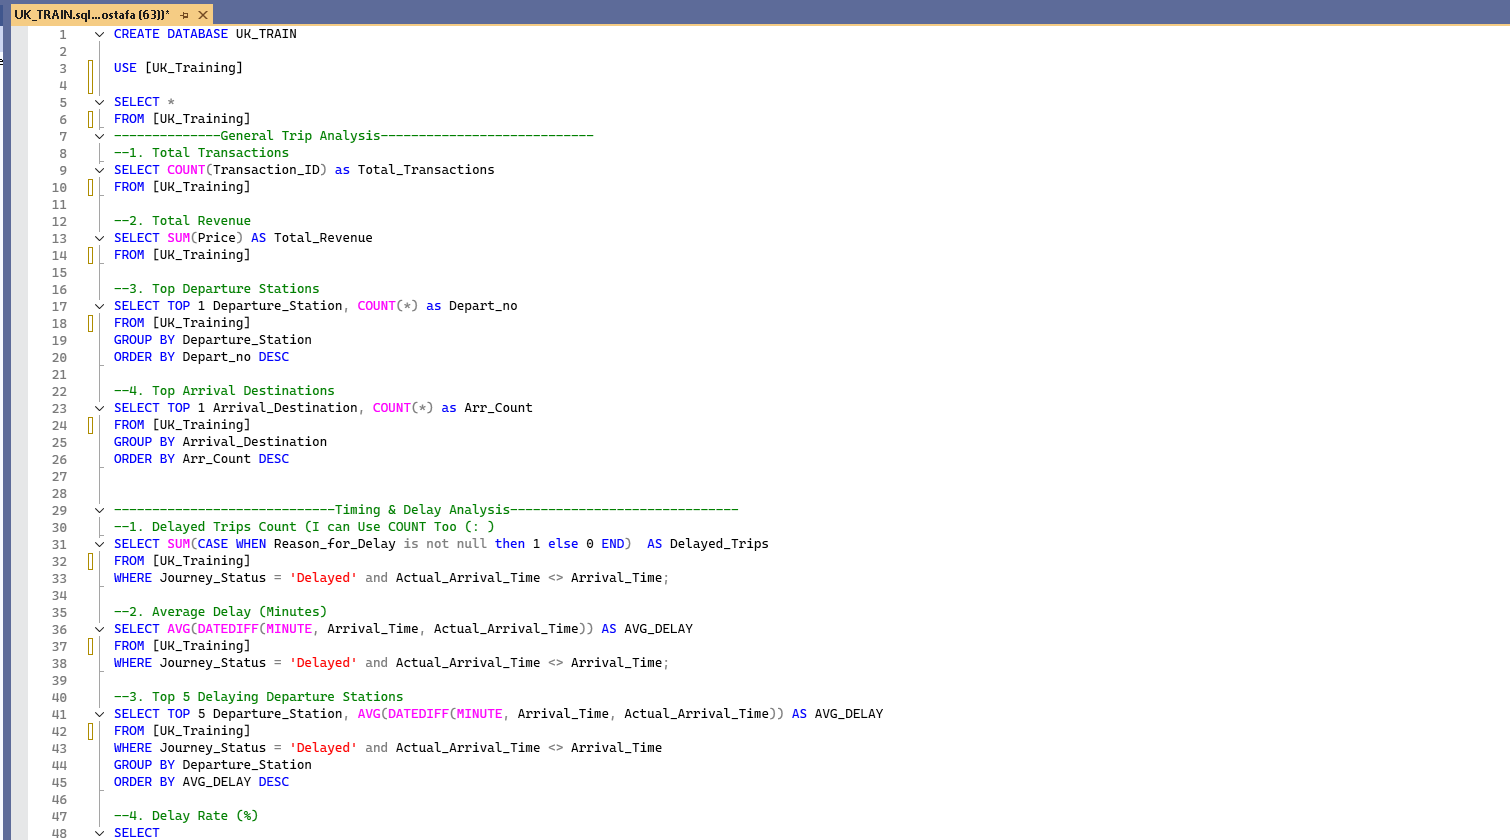 UK_TRAIN.sql...ostafa (63))*
1 CREATE DATABASE UK_TRAIN
2
3 USE [UK_Training]
4
5 SELECT *
6 FROM [UK_Training]
7 --------------General Trip Analysis----------------------------
8 --1. Total Transactions
9 SELECT COUNT(Transaction_ID) as Total_Transactions
10 FROM [UK_Training]
11
12 --2. Total Revenue
13 SELECT SUM(Price) AS Total_Revenue
14 FROM [UK_Training]
15
16 --3. Top Departure Stations
17 SELECT TOP 1 Departure_Station, COUNT(*) as Depart_no
18 FROM [UK_Training]
19 GROUP BY Departure_Station
20 ORDER BY Depart_no DESC
21
22 --4. Top Arrival Destinations
23 SELECT TOP 1 Arrival_Destination, COUNT(*) as Arr_Count
24 FROM [UK_Training]
25 GROUP BY Arrival_Destination
26 ORDER BY Arr_Count DESC
27
28
29 -----------------------------Timing & Delay Analysis------------------------------
30 --1. Delayed Trips Count (I can Use COUNT Too (: )
31 SELECT SUM(CASE WHEN Reason_for_Delay is not null then 1 else 0 END)  AS Delayed_Trips
32 FROM [UK_Training]
33 WHERE Journey_Status = 'Delayed' and Actual_Arrival_Time <> Arrival_Time;
34
35 --2. Average Delay (Minutes)
36 SELECT AVG(DATEDIFF(MINUTE, Arrival_Time, Actual_Arrival_Time)) AS AVG_DELAY
37 FROM [UK_Training]
38 WHERE Journey_Status = 'Delayed' and Actual_Arrival_Time <> Arrival_Time;
39
40 --3. Top 5 Delaying Departure Stations
41 SELECT TOP 5 Departure_Station, AVG(DATEDIFF(MINUTE, Arrival_Time, Actual_Arrival_Time)) AS AVG_DELAY
42 FROM [UK_Training]
43 WHERE Journey_Status = 'Delayed' and Actual_Arrival_Time <> Arrival_Time
44 GROUP BY Departure_Station
45 ORDER BY AVG_DELAY DESC
46
47 --4. Delay Rate (%)
48 SELECT